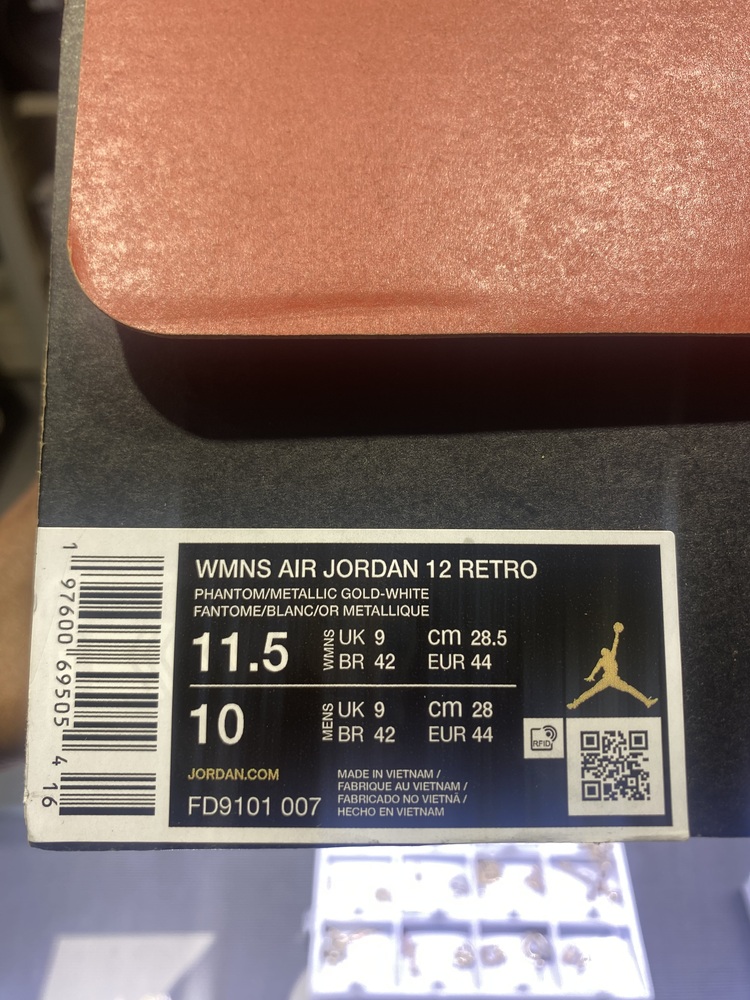 WMNS AIR JORDAN 12 RETRO
PHANTOM/METALLIC GOLD-WHITE
FANTOME/BLANC/OR METALLIQUE
11.5 WMNS UK 9 cm 28.5
BR 42 EUR 44
10 MENS UK 9 cm 28
BR 42 EUR 44
RFID
JORDAN.COM
FD9101 007
MADE IN VIETNAM /
FABRIQUE AU VIETNAM /
FABRICADO NO VIETNÃ /
HECHO EN VIETNAM
1 97600 69505 4 16